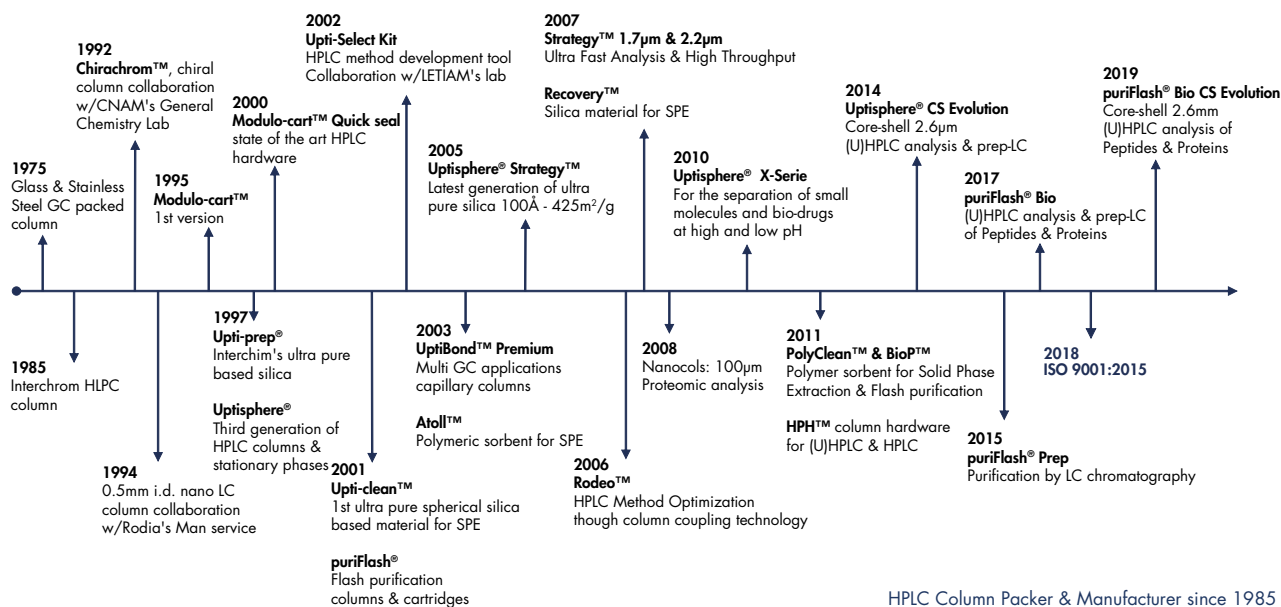 1975
Glass & Stainless
Steel GC packed
column
1985
Interchrom HLPC
column
1992
Chirachrom™, chiral
column collaboration
w/CNAM's General
Chemistry Lab
1994
0.5mm i.d. nano LC
column collaboration
w/Rodia's Man service
1995
Modulo-cart™
1st version
1997
Upti-prep®
Interchim's ultra pure
based silica
Uptisphere®
Third generation of
HPLC columns &
stationary phases
2000
Modulo-cart™ Quick seal
state of the art HPLC
hardware
2001
Upti-clean™
1st ultra pure spherical silica
based material for SPE
puriFlash®
Flash purification
columns & cartridges
2002
Upti-Select Kit
HPLC method development tool
Collaboration w/LETIAM's lab
2003
UptiBond™ Premium
Multi GC applications
capillary columns
Atoll™
Polymeric sorbent for SPE
2005
Uptisphere® Strategy™
Latest generation of ultra
pure silica 100Å - 425m²/g
2006
Rodeo™
HPLC Method Optimization
though column coupling technology
2007
Strategy™ 1.7µm & 2.2µm
Ultra Fast Analysis & High Throughput
Recovery™
Silica material for SPE
2008
Nanocols: 100µm
Proteomic analysis
2010
Uptisphere® X-Serie
For the separation of small
molecules and bio-drugs
at high and low pH
2011
PolyClean™ & BioP™
Polymer sorbent for Solid Phase
Extraction & Flash purification
HPH™ column hardware
for (U)HPLC & HPLC
2014
Uptisphere® CS Evolution
Core-shell 2.6µm
(U)HPLC analysis & prep-LC
2015
puriFlash® Prep
Purification by LC chromatography
2017
puriFlash® Bio
(U)HPLC analysis & prep-LC
of Peptides & Proteins
2018
ISO 9001:2015
2019
puriFlash® Bio CS Evolution
Core-shell 2.6mm
(U)HPLC analysis of
Peptides & Proteins
HPLC Column Packer & Manufacturer since 1985